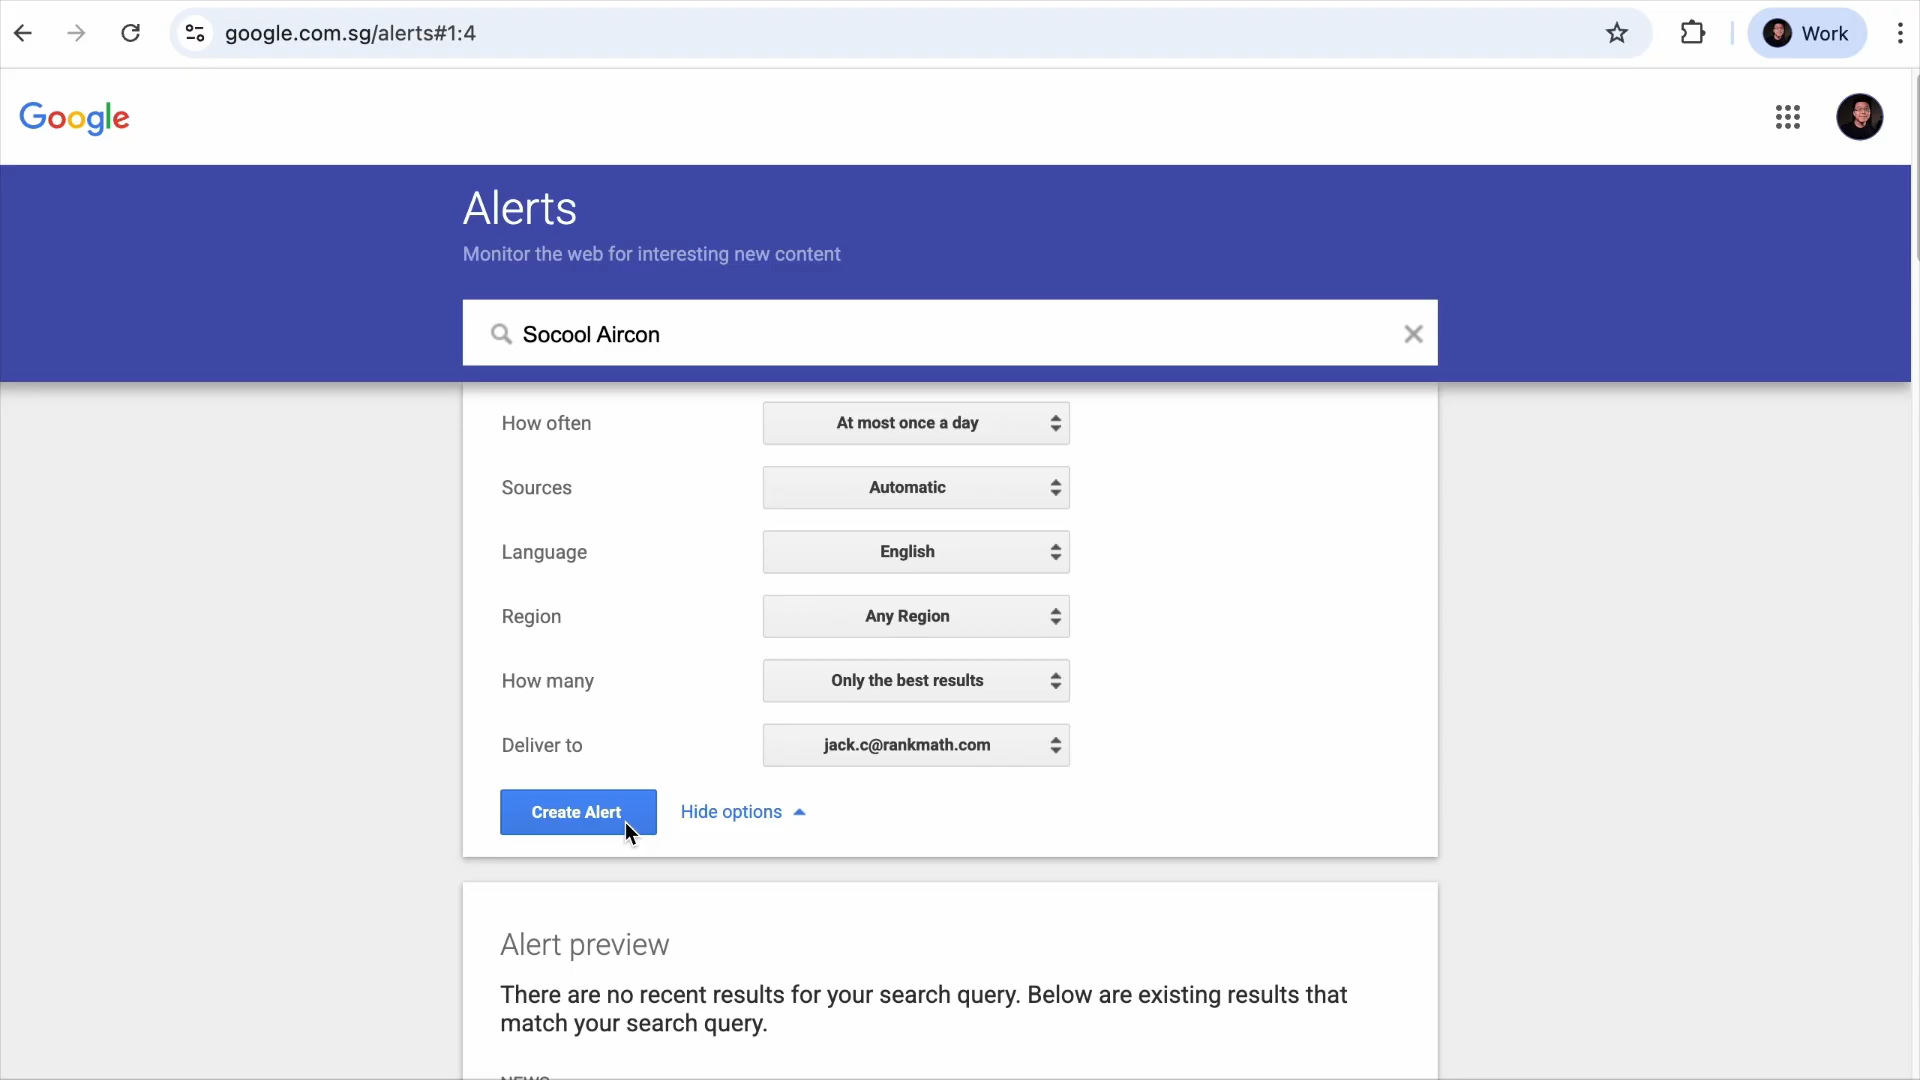 google.com.sg/alerts#1:4
Work
Google
Alerts
Monitor the web for interesting new content
Socool Aircon
How often
At most once a day
Sources
Automatic
Language
English
Region
Any Region
How many
Only the best results
Deliver to
jack.c@rankmath.com
Create Alert
Hide options
Alert preview
There are no recent results for your search query. Below are existing results that
match your search query.
NEWS